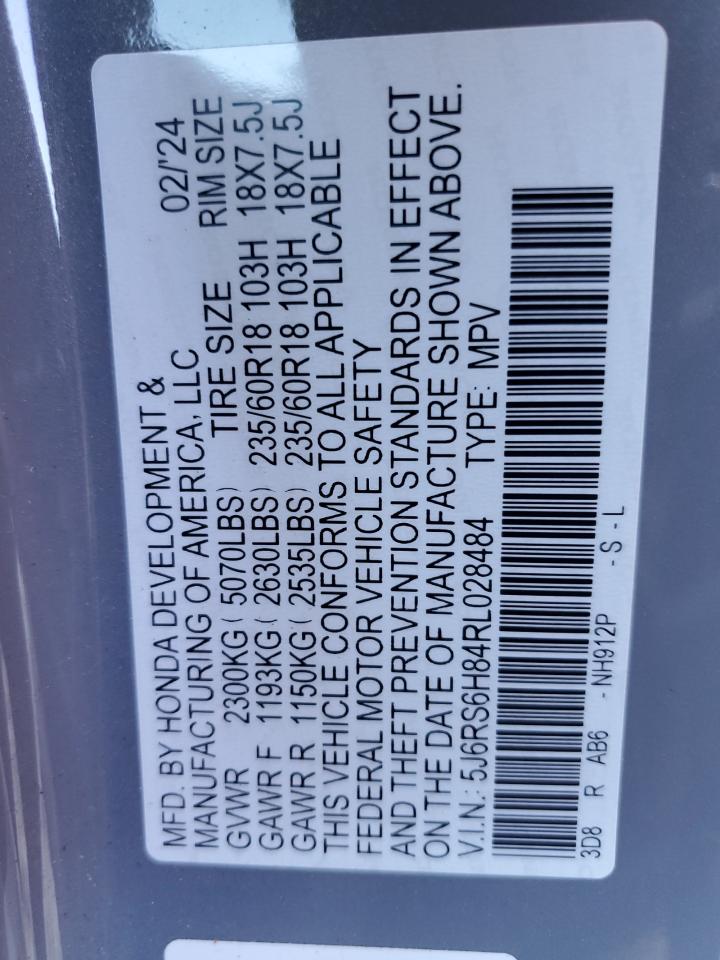 MFD. BY HONDA DEVELOPMENT & 02/'24
MANUFACTURING OF AMERICA, LLC
TIRE SIZE RIM SIZE
GVWR 2300KG ( 5070LBS)
GAWR F 1193KG ( 2630LBS) 235/60R18 103H 18X7.5J
GAWR R 1150KG ( 2535LBS) 235/60R18 103H 18X7.5J
THIS VEHICLE CONFORMS TO ALL APPLICABLE
FEDERAL MOTOR VEHICLE SAFETY
AND THEFT PREVENTION STANDARDS IN EFFECT
ON THE DATE OF MANUFACTURE SHOWN ABOVE.
V.I.N.: 5J6RS6H84RL028484 TYPE: MPV
3D8 R AB6 -NH912P -S-L